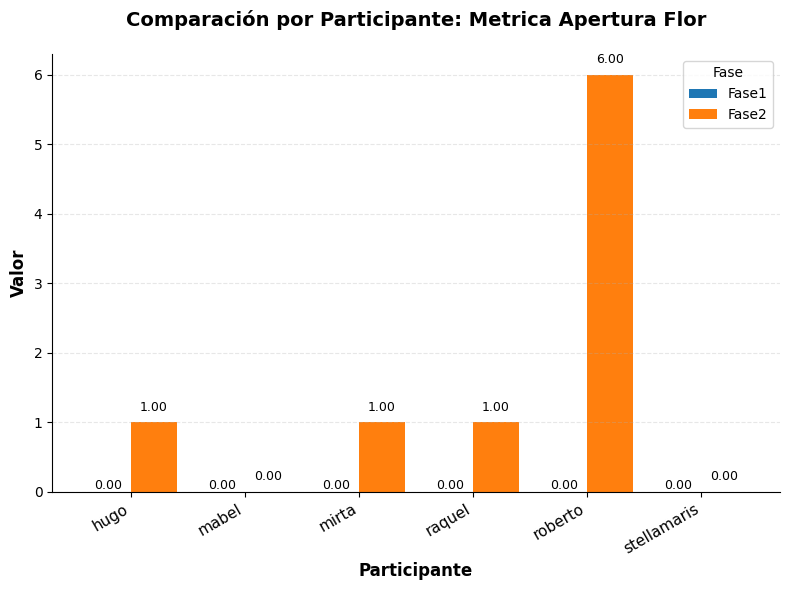 Comparación por Participante: Metrica Apertura Flor
6.00
Fase
Fase1
Fase2
6
5
4
3
2
1
0
Valor
0.00
1.00
0.00
0.00
0.00
1.00
0.00
1.00
0.00
0.00
0.00
hugo
mabel
mirta
raquel
roberto
stellamaris
Participante